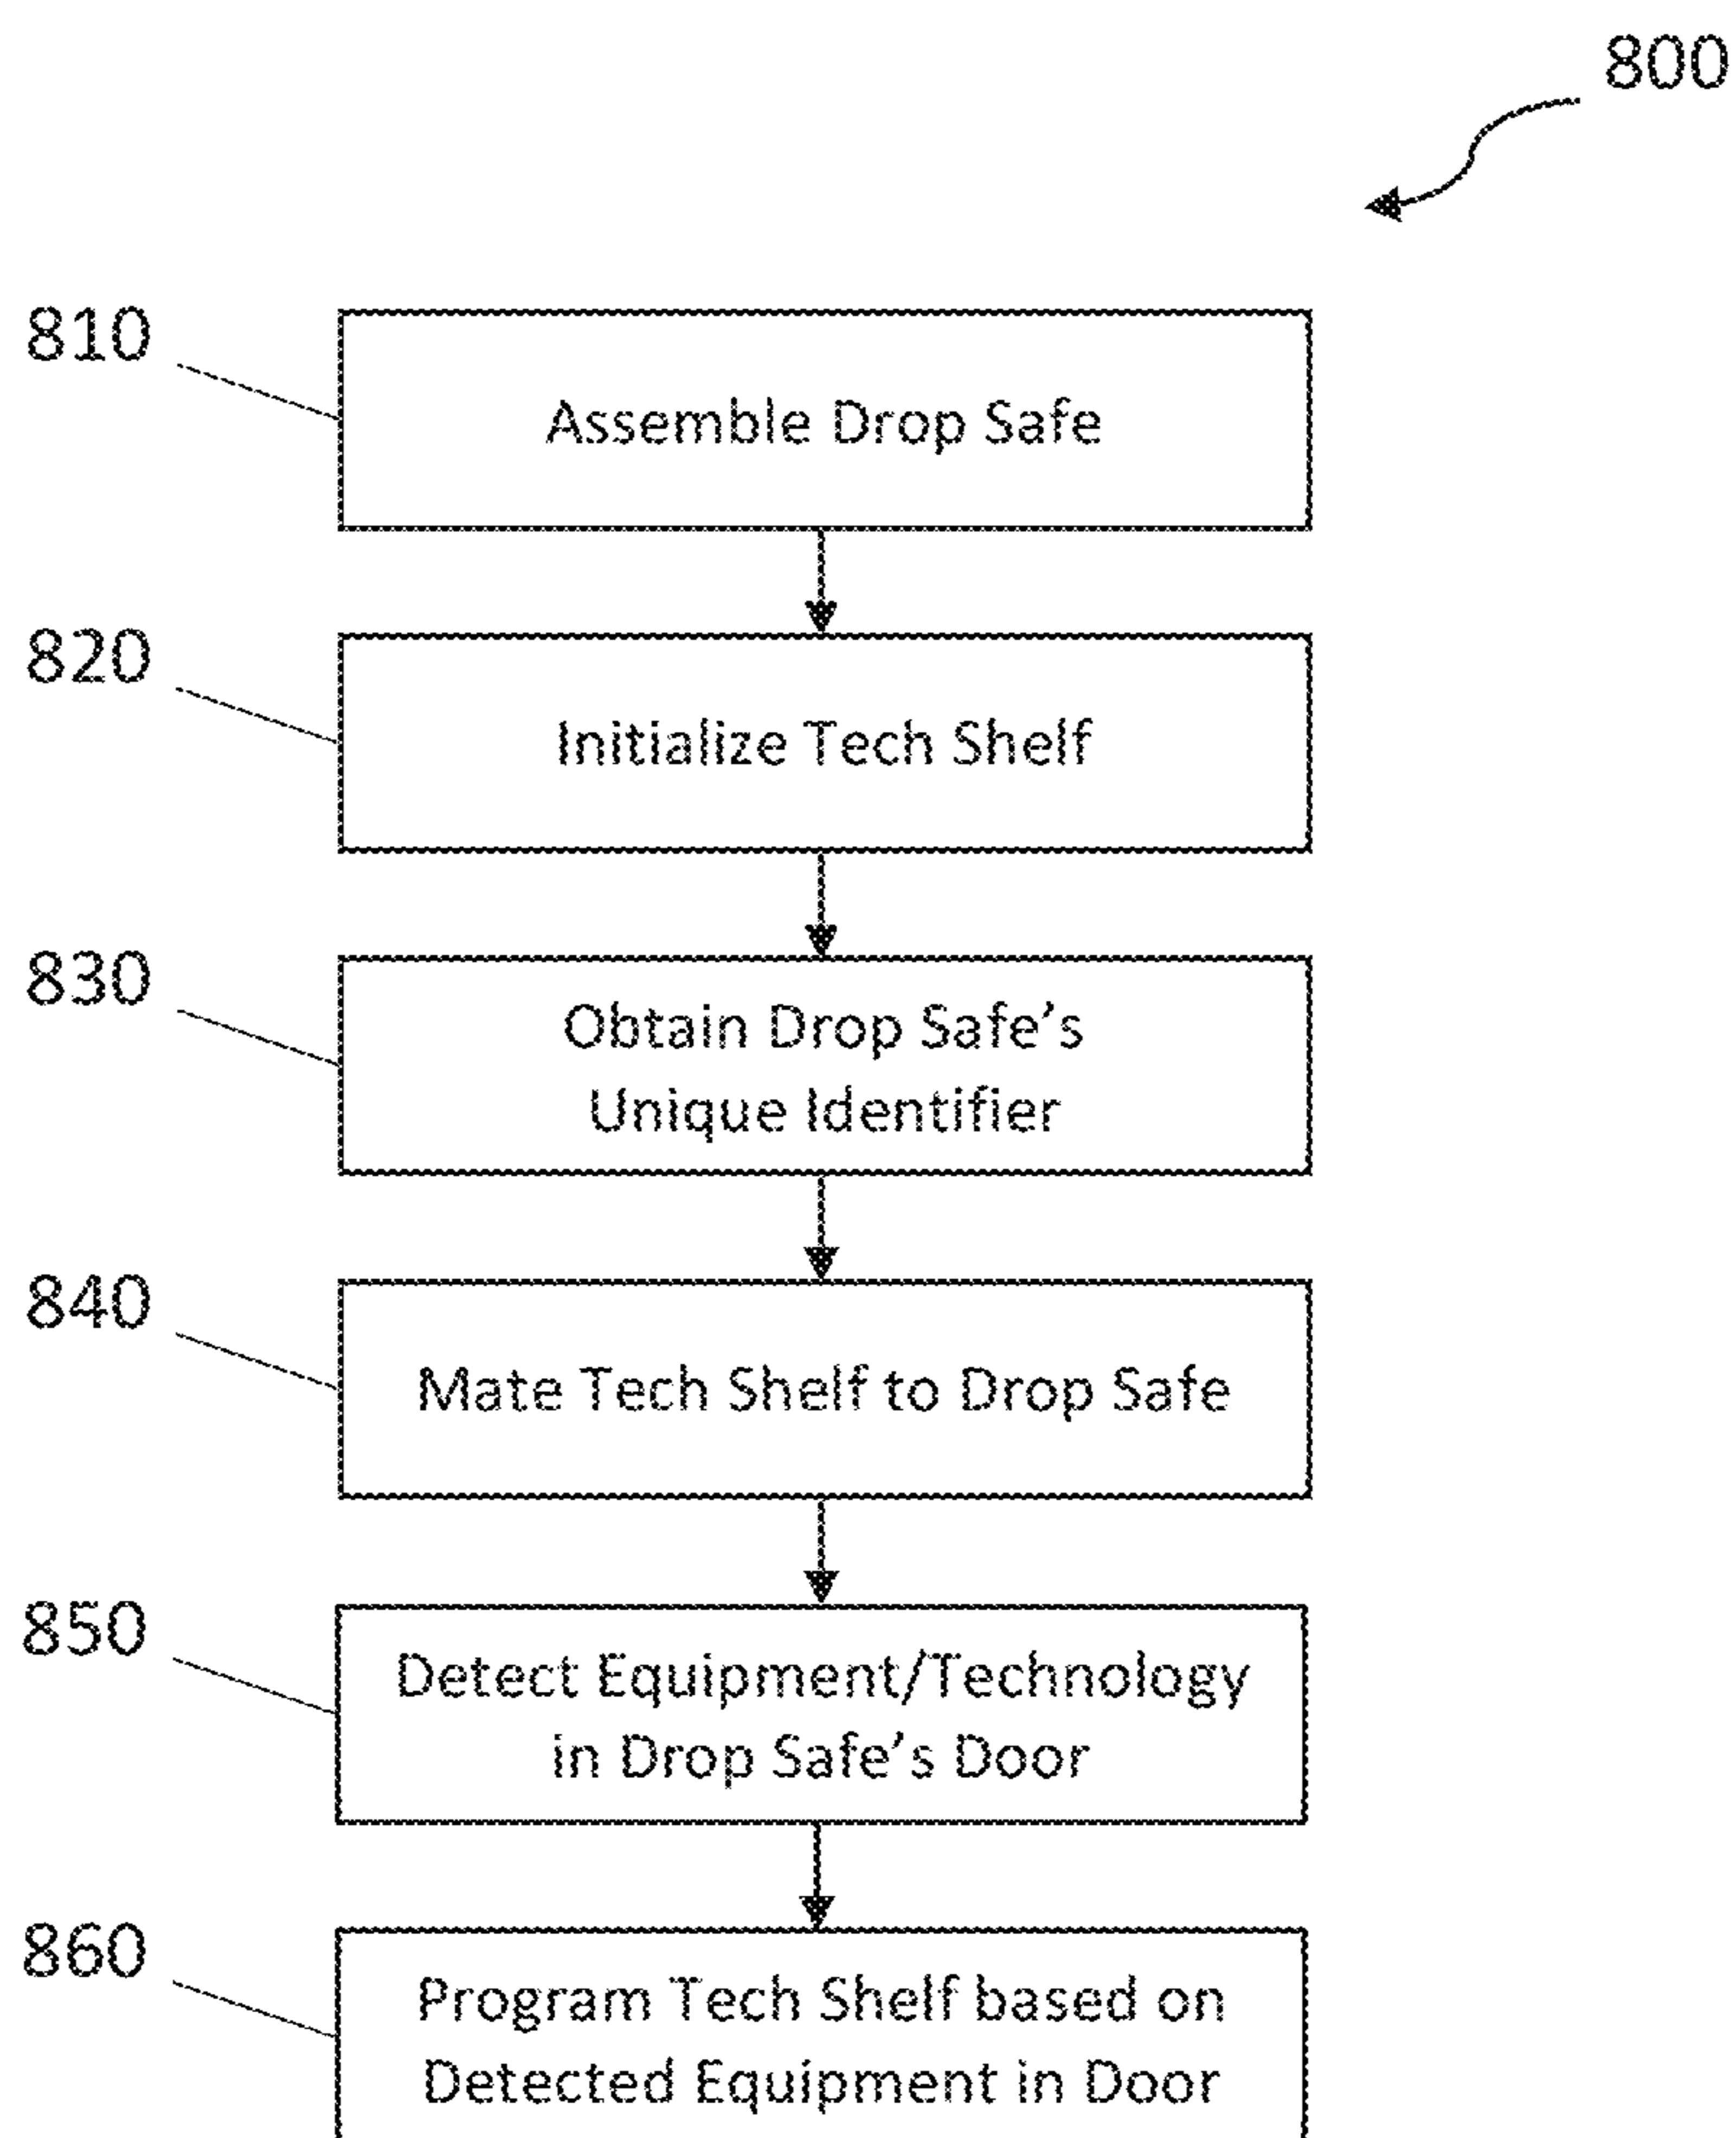 800
810
Assemble Drop Safe
820
Initialize Tech Shelf
830
Obtain Drop Safe's
Unique Identifier
840
Mate Tech Shelf to Drop Safe
850
Detect Equipment/Technology
in Drop Safe's Door
860
Program Tech Shelf based on
Detected Equipment in Door